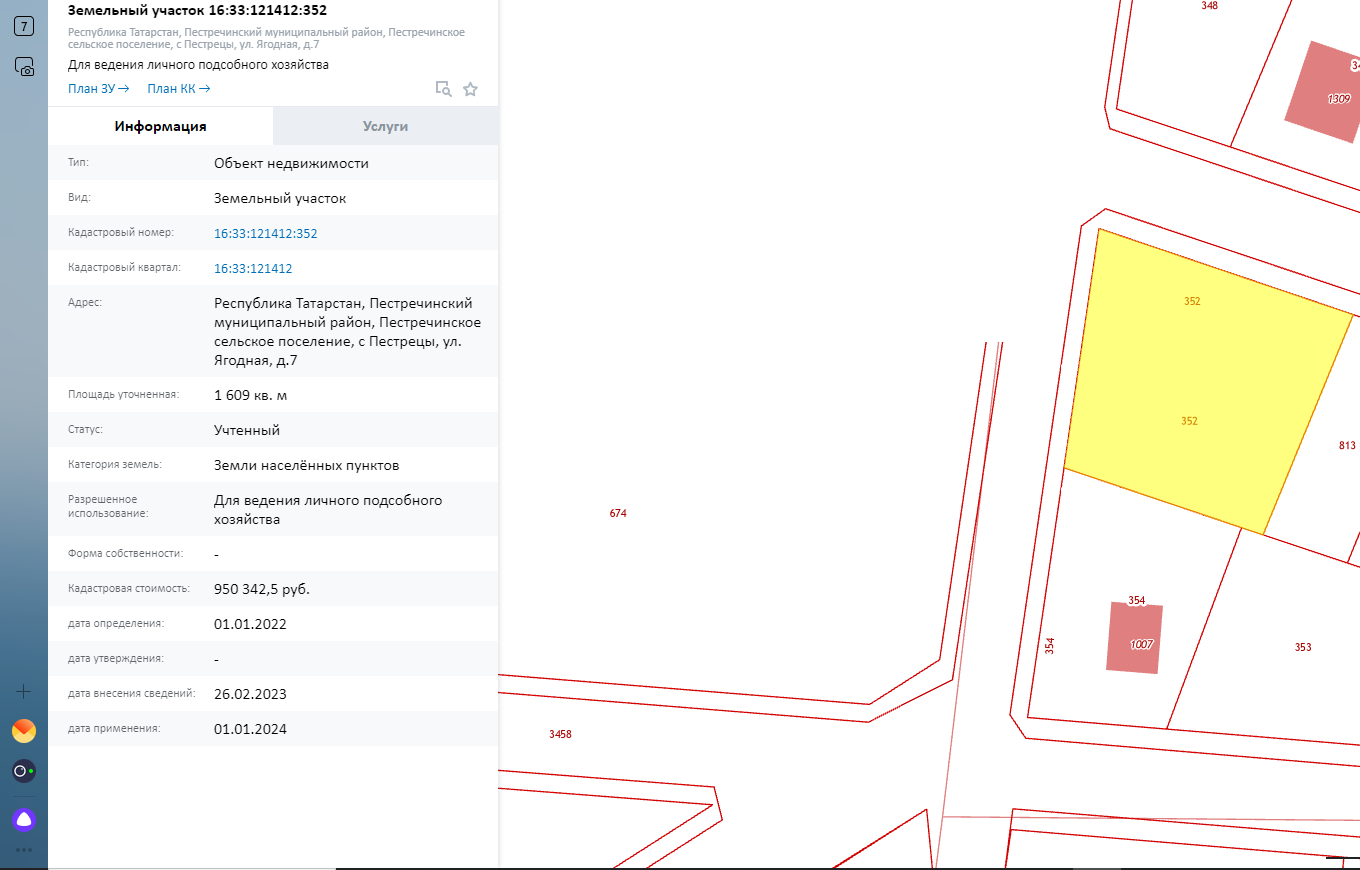 7
Земельный участок 16:33:121412:352
Республика Татарстан, Пестречинский муниципальный район, Пестречинское
сельское поселение, с Пестрецы, ул. Ягодная, д.7
Для ведения личного подсобного хозяйства
План ЗУ → План КК →
Информация Услуги
Тип: Объект недвижимости
Вид: Земельный участок
Кадастровый номер: 16:33:121412:352
Кадастровый квартал: 16:33:121412
Адрес: Республика Татарстан, Пестречинский
муниципальный район, Пестречинское
сельское поселение, с Пестрецы, ул.
Ягодная, д.7
Площадь уточненная: 1 609 кв. м
Статус: Учтенный
Категория земель: Земли населённых пунктов
Разрешенное
использование:
Для ведения личного подсобного
хозяйства
Форма собственности: -
Кадастровая стоимость: 950 342,5 руб.
дата определения: 01.01.2022
дата утверждения: -
дата внесения сведений: 26.02.2023
дата применения: 01.01.2024
348
1309
352
352
813
674
354
1007
354
353
3458